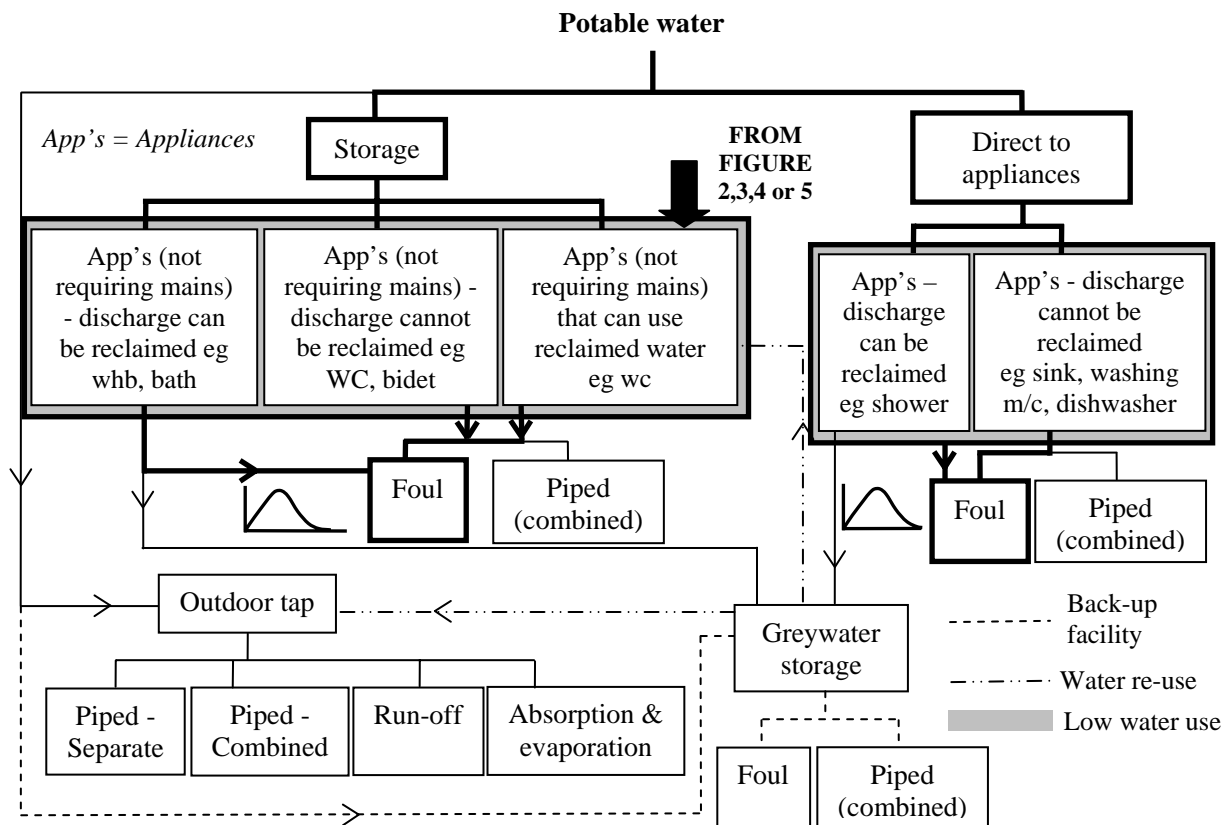 Potable water
App's = Appliances
Storage
FROM
FIGURE
2,3,4 or 5
Direct to
appliances
App's (not
requiring mains)
- discharge can
be reclaimed eg
whb, bath
App's (not
requiring mains) -
discharge cannot
be reclaimed eg
WC, bidet
App's (not
requiring mains)
that can use
reclaimed water
eg wc
App's –
discharge
can be
reclaimed
eg shower
App's - discharge
cannot be
reclaimed
eg sink, washing
m/c, dishwasher
Foul
Piped
(combined)
Foul
Piped
(combined)
Outdoor tap
Greywater
storage
Piped -
Separate
Piped -
Combined
Run-off
Absorption &
evaporation
Foul
Piped
(combined)
Back-up
facility
Water re-use
Low water use